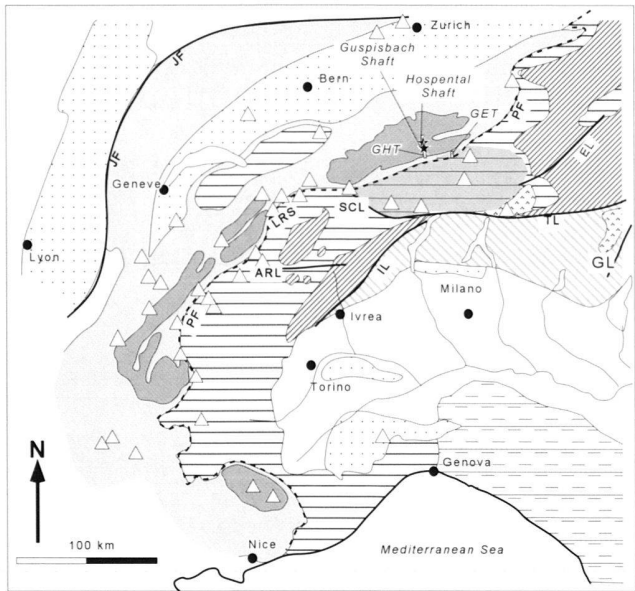 Zurich
Guspisbach
Shaft
JF
Bern
Hospental
Shaft
GET
PF
GHT
EL
JF
Geneve
LRS
SCL
TL
Lyon
GL
ARL
IL
Milano
PF
Ivrea
Torino
N
Genova
100 km
Nice
Mediterranean Sea